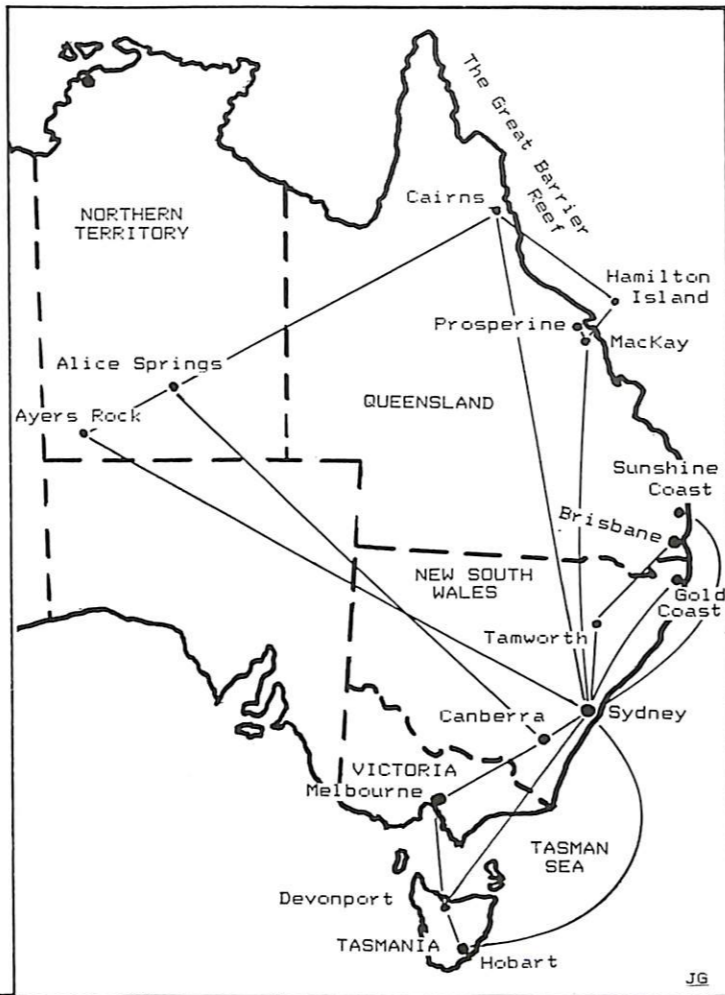 The Great Barrier
Reef
Cairns
NORTHERN
TERRITORY
Hamilton
Island
Prosperine
MacKay
Alice Springs
Ayers Rock
QUEENSLAND
Sunshine
Coast
Brisbane
NEW SOUTH
WALES
Gold
Coast
Tamworth
Canberra
Sydney
VICTORIA
Melbourne
TASMAN
SEA
Devonport
TASMANIA
Hobart
JG